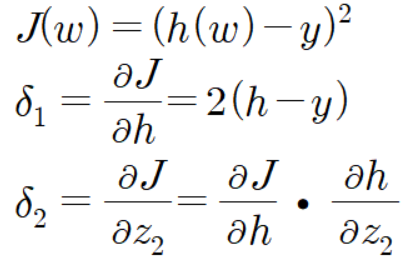 J(w) = (h(w) − y)²
δ₁ = ∂J/∂h = 2(h − y)
δ₂ = ∂J/∂z₂ = ∂J/∂h • ∂h/∂z₂